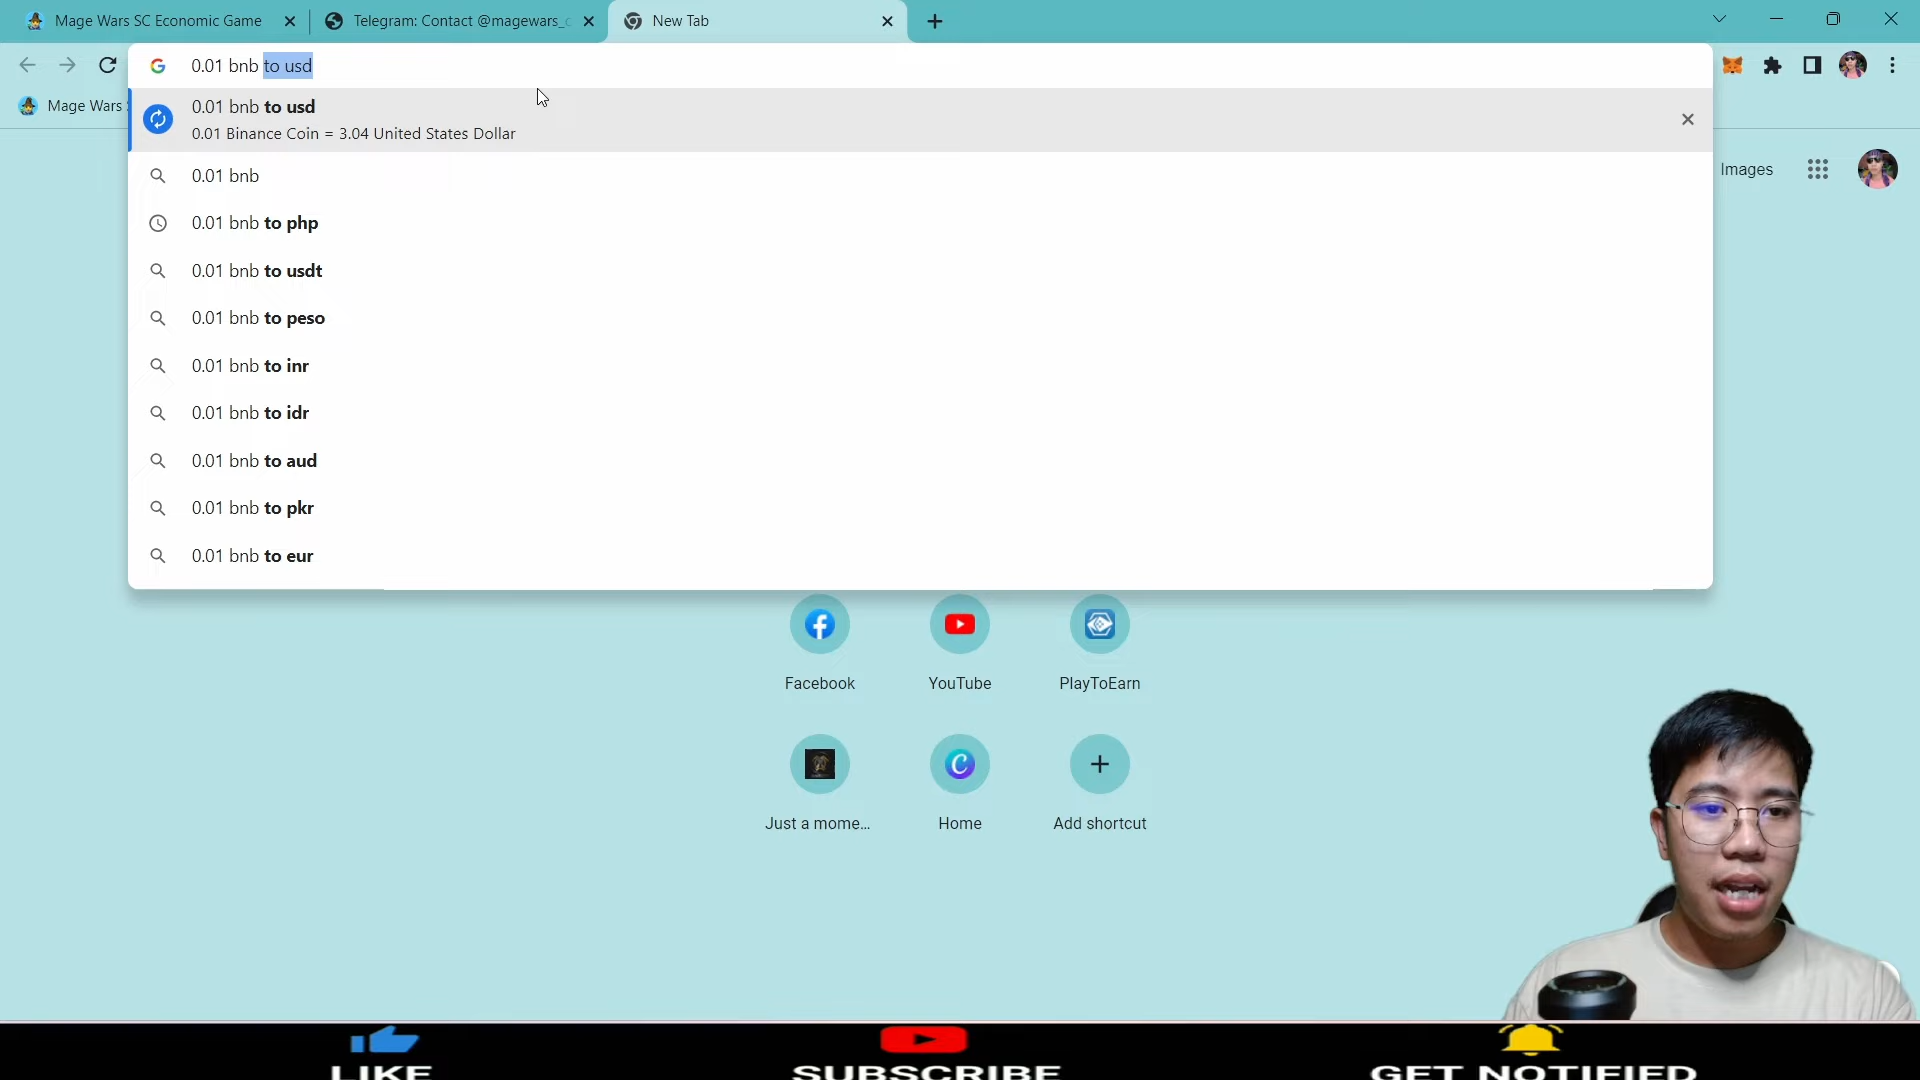 Mage Wars SC Economic Game
Telegram: Contact @magewars_
New Tab
0.01 bnb to usd
Mage Wars
0.01 bnb to usd
0.01 Binance Coin = 3.04 United States Dollar
0.01 bnb
0.01 bnb to php
0.01 bnb to usdt
0.01 bnb to peso
0.01 bnb to inr
0.01 bnb to idr
0.01 bnb to aud
0.01 bnb to pkr
0.01 bnb to eur
Images
Facebook
YouTube
PlayToEarn
Just a mome...
Home
Add shortcut
LIKE
SUBSCRIBE
GET NOTIFIED